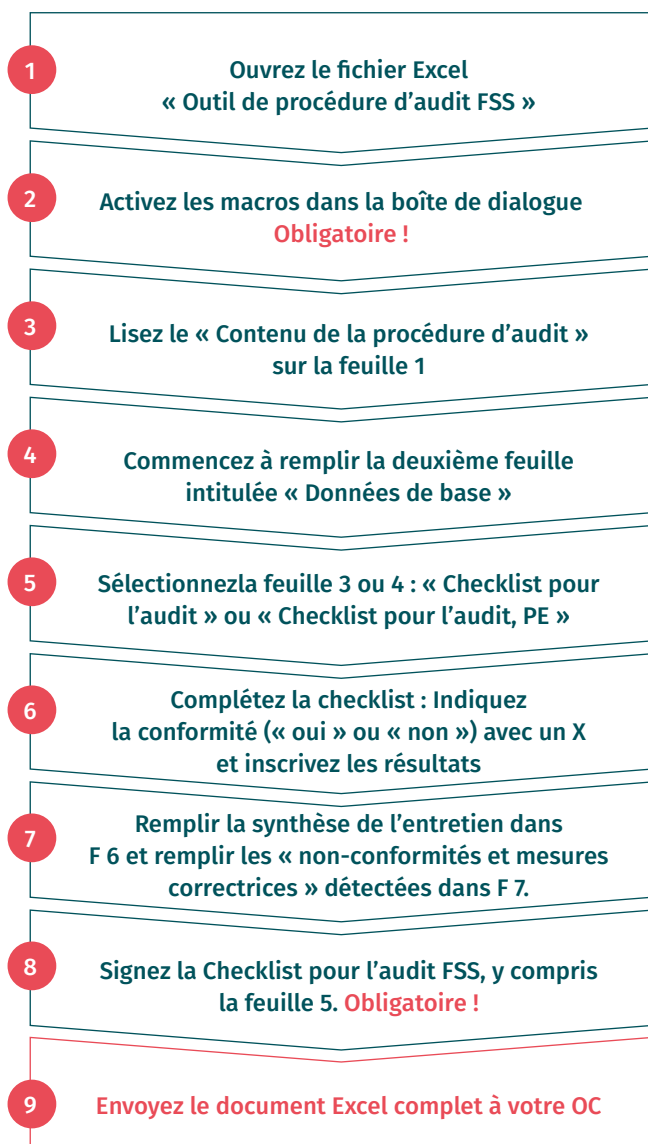 1
Ouvrez le fichier Excel
« Outil de procédure d’audit FSS »
2
Activez les macros dans la boîte de dialogue
Obligatoire !
3
Lisez le « Contenu de la procédure d’audit »
sur la feuille 1
4
Commencez à remplir la deuxième feuille
intitulée « Données de base »
5
Sélectionnezla feuille 3 ou 4 : « Checklist pour
l’audit » ou « Checklist pour l’audit, PE »
6
Complétez la checklist : Indiquez
la conformité (« oui » ou « non ») avec un X
et inscrivez les résultats
7
Remplir la synthèse de l’entretien dans
F 6 et remplir les « non-conformités et mesures
correctrices » détectées dans F 7.
8
Signez la Checklist pour l’audit FSS, y compris
la feuille 5. Obligatoire !
9
Envoyez le document Excel complet à votre OC